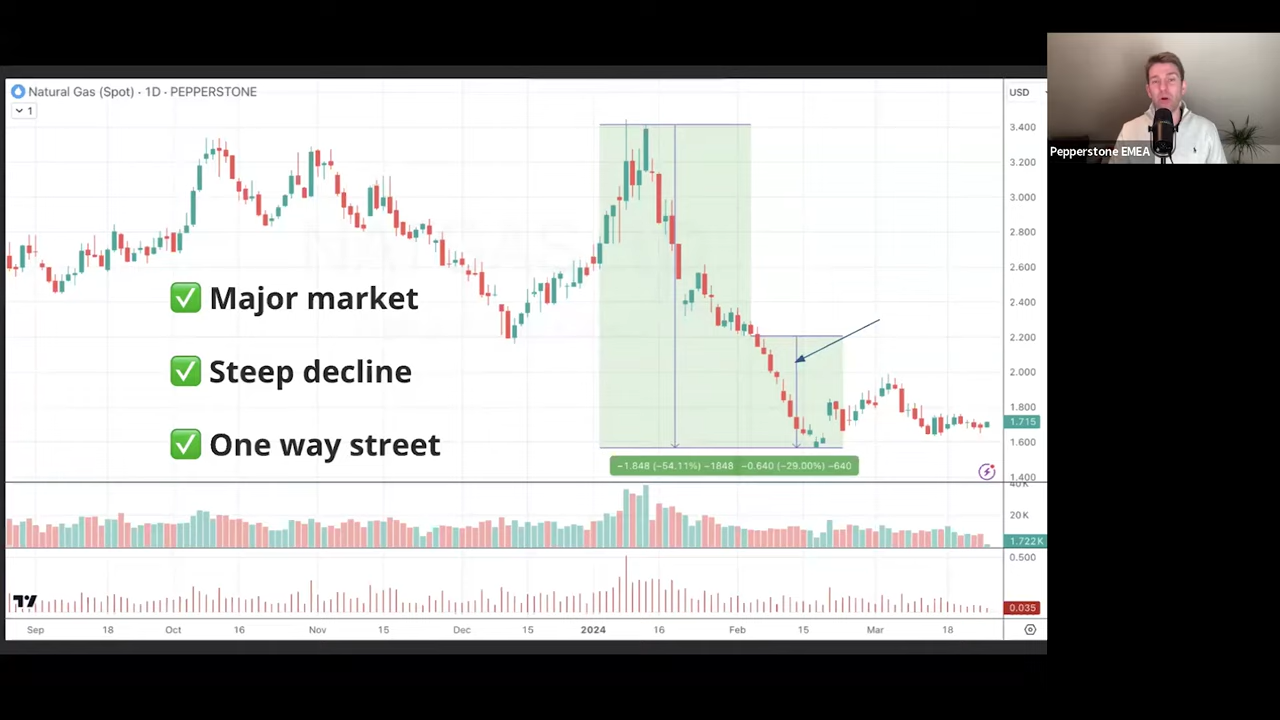 Natural Gas (Spot) · 1D · PEPPERSTONE
1
USD
3.400
3.200
3.000
2.800
2.600
2.400
2.200
2.000
1.800
1.715
1.600
1.400
Major market
Steep decline
One way street
−1.848 (−54.11%) −1848
−0.640 (−29.00%) −640
40K
20K
1.722K
0.500
0.035
Sep
18
Oct
16
Nov
15
Dec
15
2024
16
Feb
15
Mar
18
Pepperstone EMEA